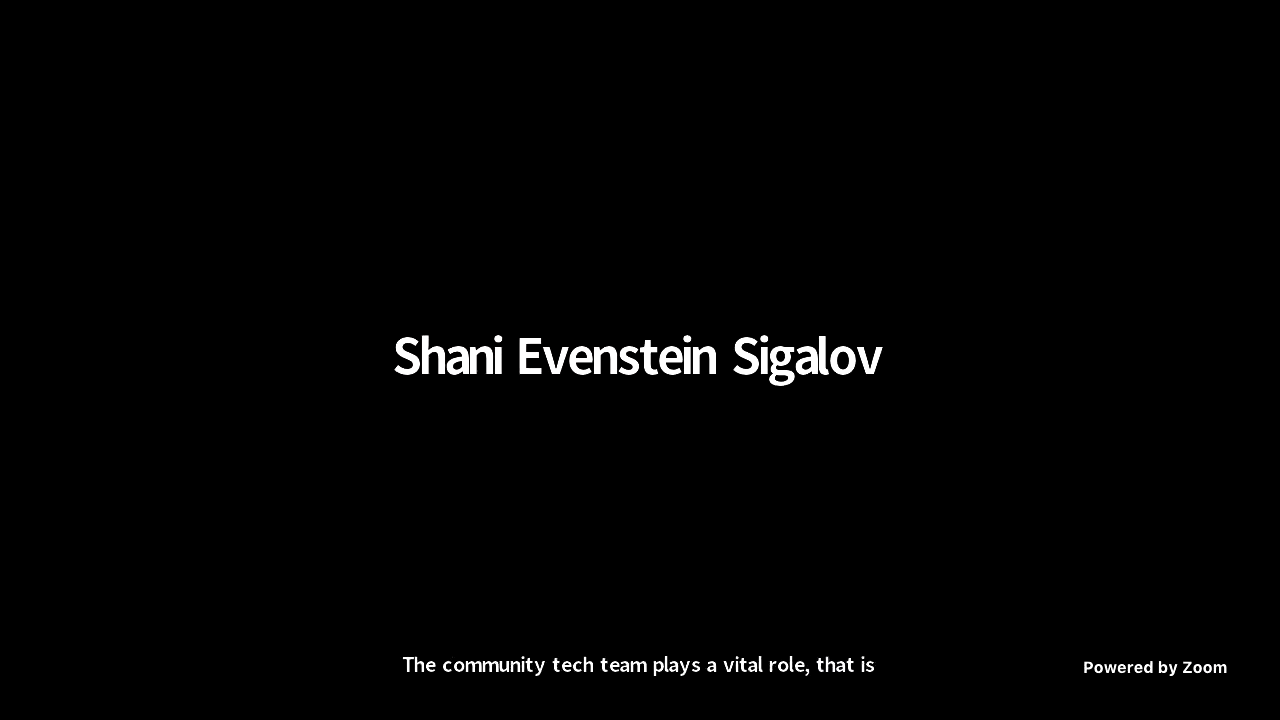 Shani Evenstein Sigalov
The community tech team plays a vital role, that is
Powered by Zoom